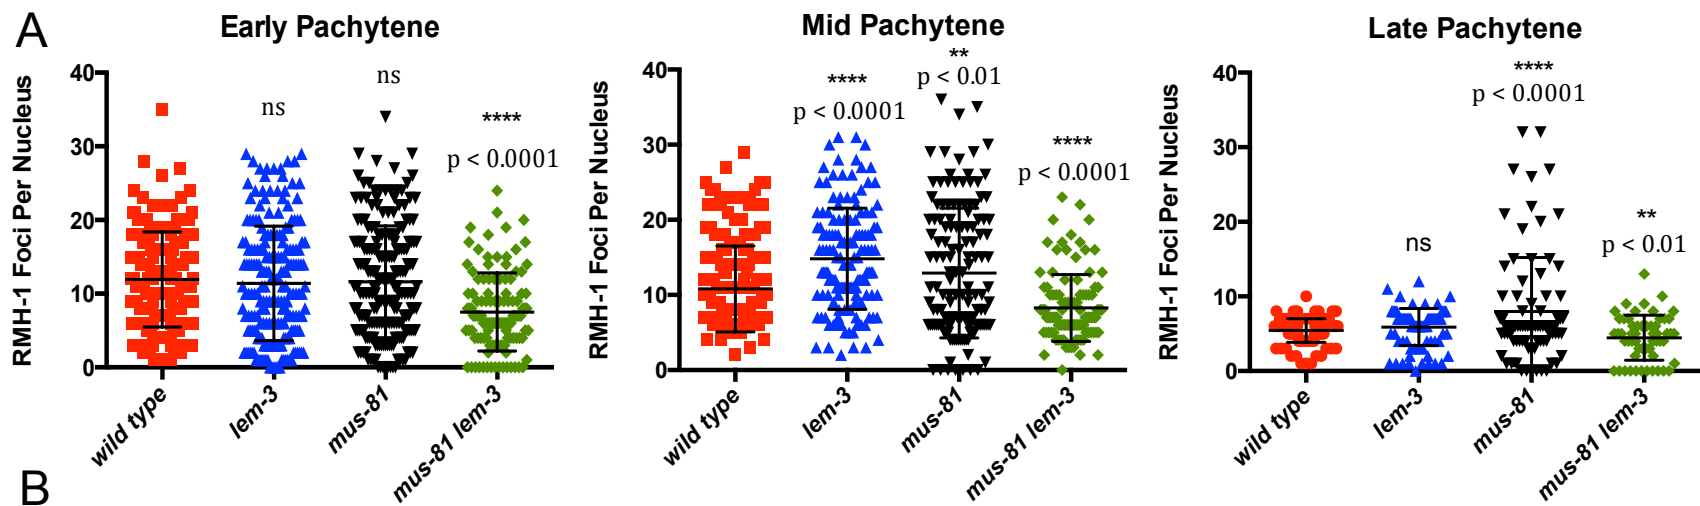 A
Early Pachytene
RMH-1 Foci Per Nucleus
40
30
20
10
0
ns
ns
****
p < 0.0001
wild type
lem-3
mus-81
mus-81 lem-3
Mid Pachytene
RMH-1 Foci Per Nucleus
40
30
20
10
0
****
p < 0.0001
**
p < 0.01
****
p < 0.0001
wild type
lem-3
mus-81
mus-81 lem-3
Late Pachytene
RMH-1 Foci Per Nucleus
40
30
20
10
0
ns
****
p < 0.0001
**
p < 0.01
wild type
lem-3
mus-81
mus-81 lem-3
B